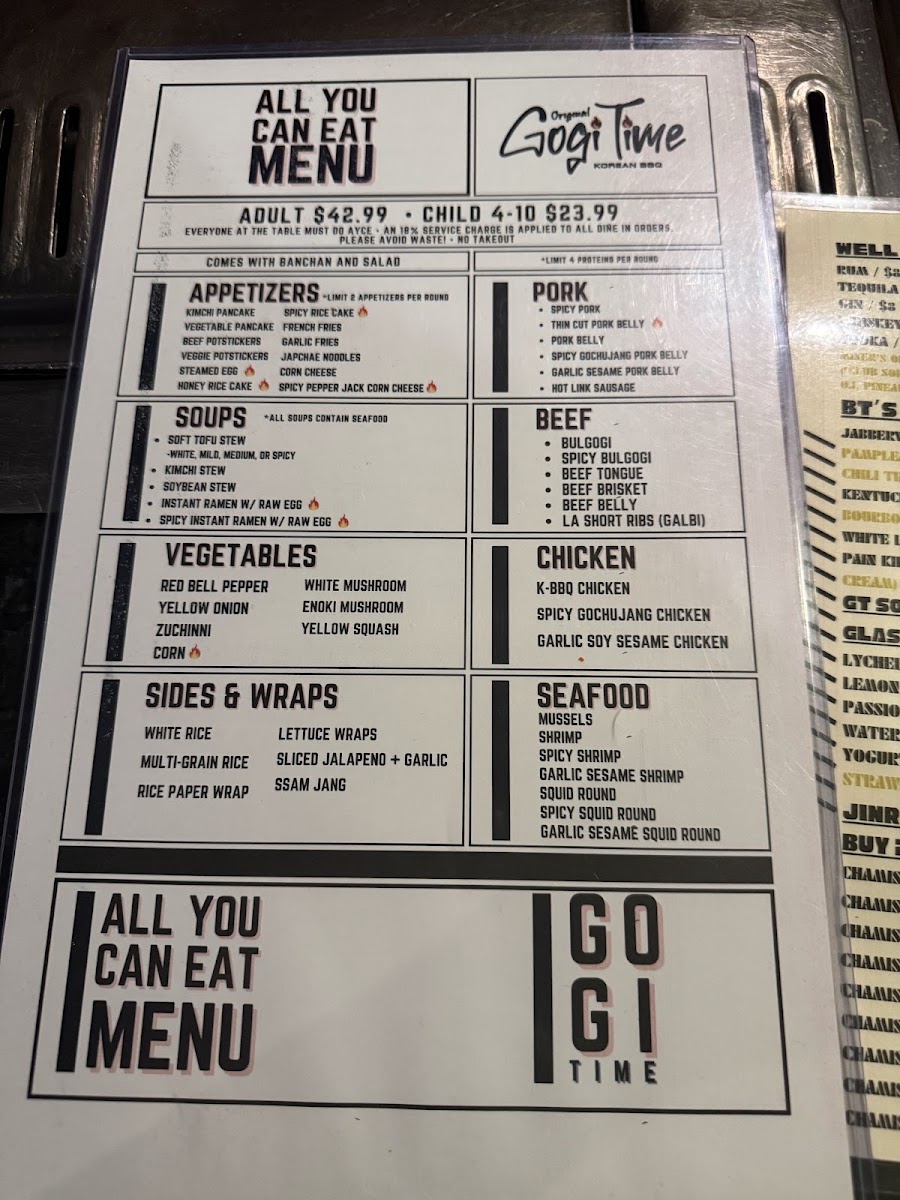 ALL YOU
CAN EAT
MENU
Original
Gogi Time
KOREAN BBQ
ADULT $42.99 • CHILD 4-10 $23.99
EVERYONE AT THE TABLE MUST DO AYCE • AN 18% SERVICE CHARGE IS APPLIED TO ALL DINE IN ORDERS.
PLEASE AVOID WASTE! • NO TAKEOUT
COMES WITH BANCHAN AND SALAD
*LIMIT 4 PROTEINS PER ROUND
APPETIZERS *LIMIT 2 APPETIZERS PER ROUND
KIMCHI PANCAKE
VEGETABLE PANCAKE
BEEF POTSTICKERS
VEGGIE POTSTICKERS
STEAMED EGG 🔥
HONEY RICE CAKE 🔥
SPICY RICE CAKE 🔥
FRENCH FRIES
GARLIC FRIES
JAPCHAE NOODLES
CORN CHEESE
SPICY PEPPER JACK CORN CHEESE 🔥
PORK
• SPICY PORK
• THIN CUT PORK BELLY 🔥
• PORK BELLY
• SPICY GOCHUJANG PORK BELLY
• GARLIC SESAME PORK BELLY
• HOT LINK SAUSAGE
SOUPS *ALL SOUPS CONTAIN SEAFOOD
• SOFT TOFU STEW
-WHITE, MILD, MEDIUM, OR SPICY
• KIMCHI STEW
• SOYBEAN STEW
• INSTANT RAMEN W/ RAW EGG 🔥
• SPICY INSTANT RAMEN W/ RAW EGG 🔥
BEEF
• BULGOGI
• SPICY BULGOGI
• BEEF TONGUE
• BEEF BRISKET
• BEEF BELLY
• LA SHORT RIBS (GALBI)
VEGETABLES
RED BELL PEPPER
YELLOW ONION
ZUCHINNI
CORN 🔥
WHITE MUSHROOM
ENOKI MUSHROOM
YELLOW SQUASH
CHICKEN
K-BBQ CHICKEN
SPICY GOCHUJANG CHICKEN
GARLIC SOY SESAME CHICKEN
SIDES & WRAPS
WHITE RICE
MULTI-GRAIN RICE
RICE PAPER WRAP
LETTUCE WRAPS
SLICED JALAPENO + GARLIC
SSAM JANG
SEAFOOD
MUSSELS
SHRIMP
SPICY SHRIMP
GARLIC SESAME SHRIMP
SQUID ROUND
SPICY SQUID ROUND
GARLIC SESAME SQUID ROUND
ALL YOU
CAN EAT
MENU
GO
GI
TIME
WELL
RUM / $8
TEQUILA
GIN / $8
BT'S
CHILI
WHITE
PAIN
CREAM)
GT
LEMON
JINR
BUY